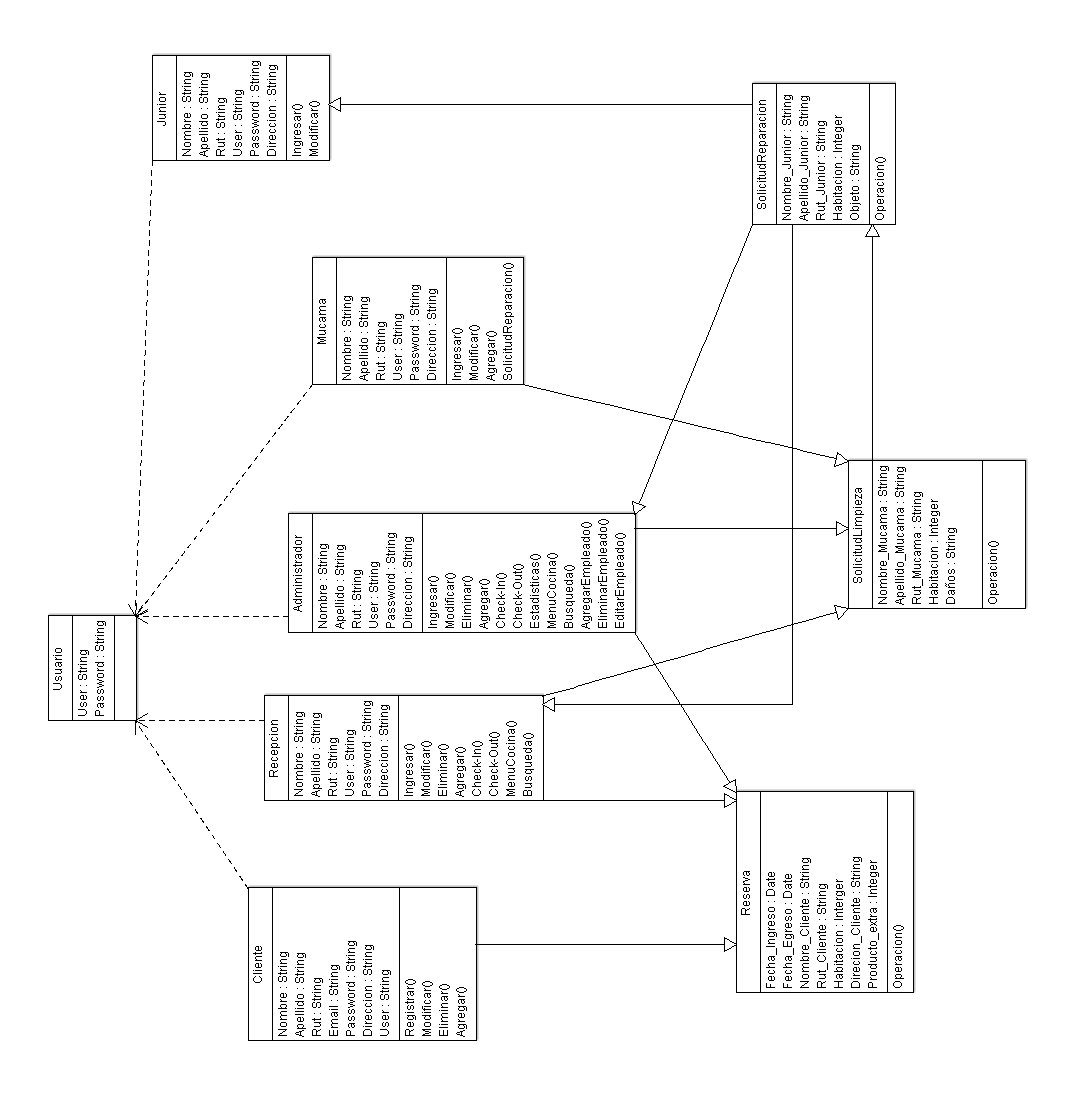 Usuario
User : String
Password : String
Cliente
Nombre : String
Apellido : String
Rut : String
Email : String
Password : String
Direccion : String
User : String
Registrar()
Modificar()
Eliminar()
Agregar()
Recepcion
Nombre : String
Apellido : String
Rut : String
User : String
Password : String
Direccion : String
Ingresar()
Modificar()
Eliminar()
Agregar()
Check-In()
Check-Out()
MenuCocina()
Busqueda()
Administrador
Nombre : String
Apellido : String
Rut : String
User : String
Password : String
Direccion : String
Ingresar()
Modificar()
Eliminar()
Agregar()
Check-In()
Check-Out()
Estadisticas()
MenuCocina()
Busqueda()
AgregarEmpleado()
EliminarEmpleado()
EditarEmpleado()
Mucama
Nombre : String
Apellido : String
Rut : String
User : String
Password : String
Direccion : String
Ingresar()
Modificar()
Agregar()
SolicitudReparacion()
Junior
Nombre : String
Apellido : String
Rut : String
User : String
Password : String
Direccion : String
Ingresar()
Modificar()
Reserva
Fecha_Ingreso : Date
Fecha_Egreso : Date
Nombre_Cliente : String
Rut_Cliente : String
Habitacion : Interger
Direcion_Cliente : String
Producto_extra : Integer
Operacion()
SolicitudLimpieza
Nombre_Mucama : String
Apellido_Mucama : String
Rut_Mucama : String
Habitacion : Integer
Daños : String
Operacion()
SolicitudReparacion
Nombre_Junior : String
Apellido_Junior : String
Rut_Junior : String
Habitacion : Integer
Objeto : String
Operacion()